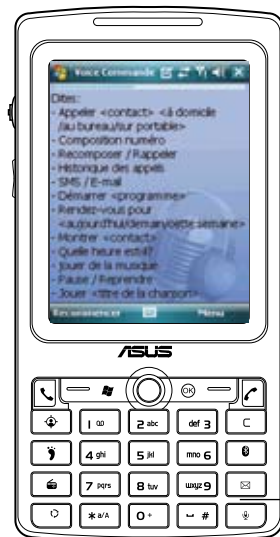 Voice Commande
Dites:
- Appeler <contact> <à domicile
/au bureau/sur portable>
- Composition numéro
- Recomposer / Rappeler
- Historique des appels
- SMS / E-mail
- Démarrer <programme>
- Rendez-vous pour
<aujourd'hui/demain/cette semaine>
- Montrer <contact>
- Quelle heure est-il?
- Jouer de la musique
- Pause / Reprendre
- Jouer <titre de la chanson>
Recommencer Menu
ASUS
OK
1 2 abc def 3 C
4 ghi 5 jkl mno 6
7 pqrs 8 tuv wxyz 9
* a/A 0 + #